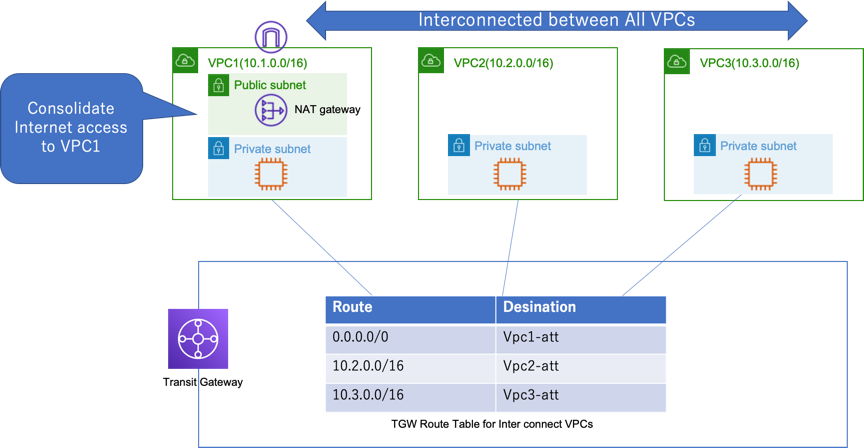 Interconnected between All VPCs
VPC1(10.1.0.0/16)
VPC2(10.2.0.0/16)
VPC3(10.3.0.0/16)
Public subnet
NAT gateway
Consolidate
Internet access
to VPC1
Private subnet
Private subnet
Private subnet
Route Desination
0.0.0.0/0 Vpc1-att
10.2.0.0/16 Vpc2-att
10.3.0.0/16 Vpc3-att
Transit Gateway
TGW Route Table for Inter connect VPCs